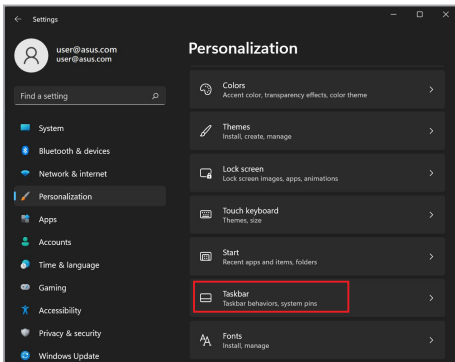 Settings
user@asus.com
user@asus.com
Find a setting
System
Bluetooth & devices
Network & internet
Personalization
Apps
Accounts
Time & language
Gaming
Accessibility
Privacy & security
Windows Update
Personalization
Colors
Accent color, transparency effects, color theme
Themes
Install, create, manage
Lock screen
Lock screen images, apps, animations
Touch keyboard
Themes, size
Start
Recent apps and items, folders
Taskbar
Taskbar behaviors, system pins
Fonts
Install, manage